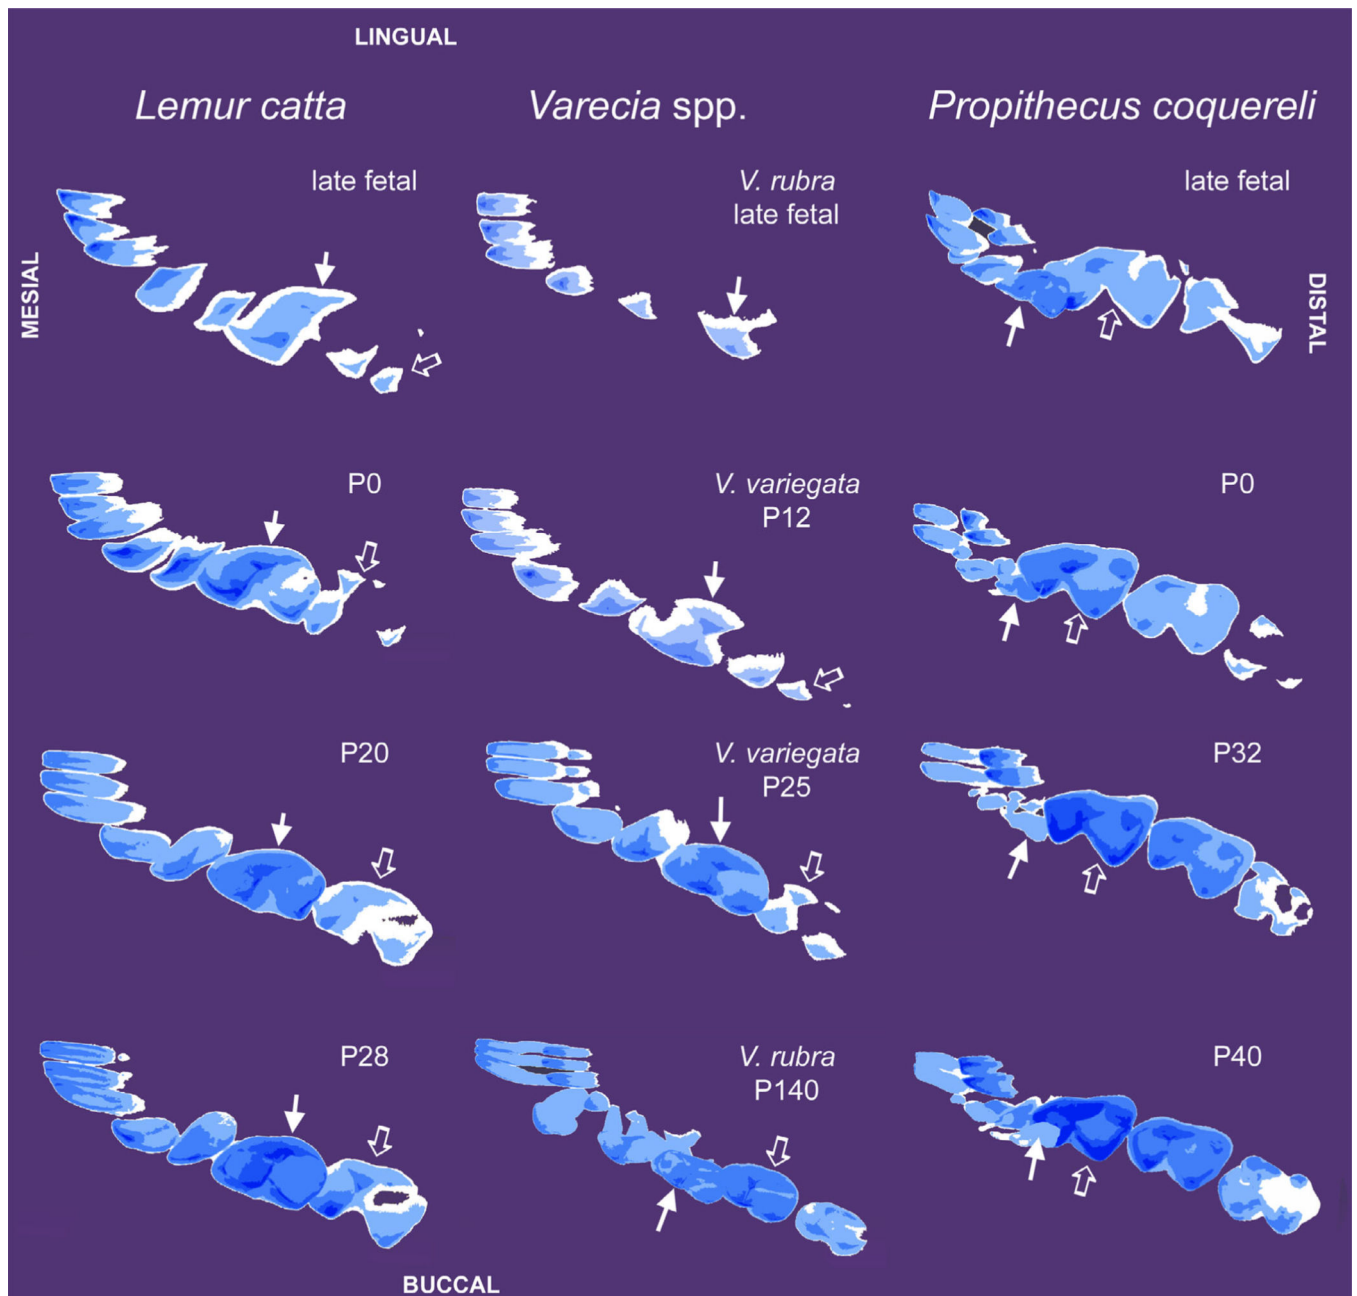 LINGUAL
Lemur catta
Varecia spp.
Propithecus coquereli
MESIAL
DISTAL
late fetal
V. rubra
late fetal
late fetal
P0
V. variegata
P12
P0
P20
V. variegata
P25
P32
P28
V. rubra
P140
P40
BUCCAL